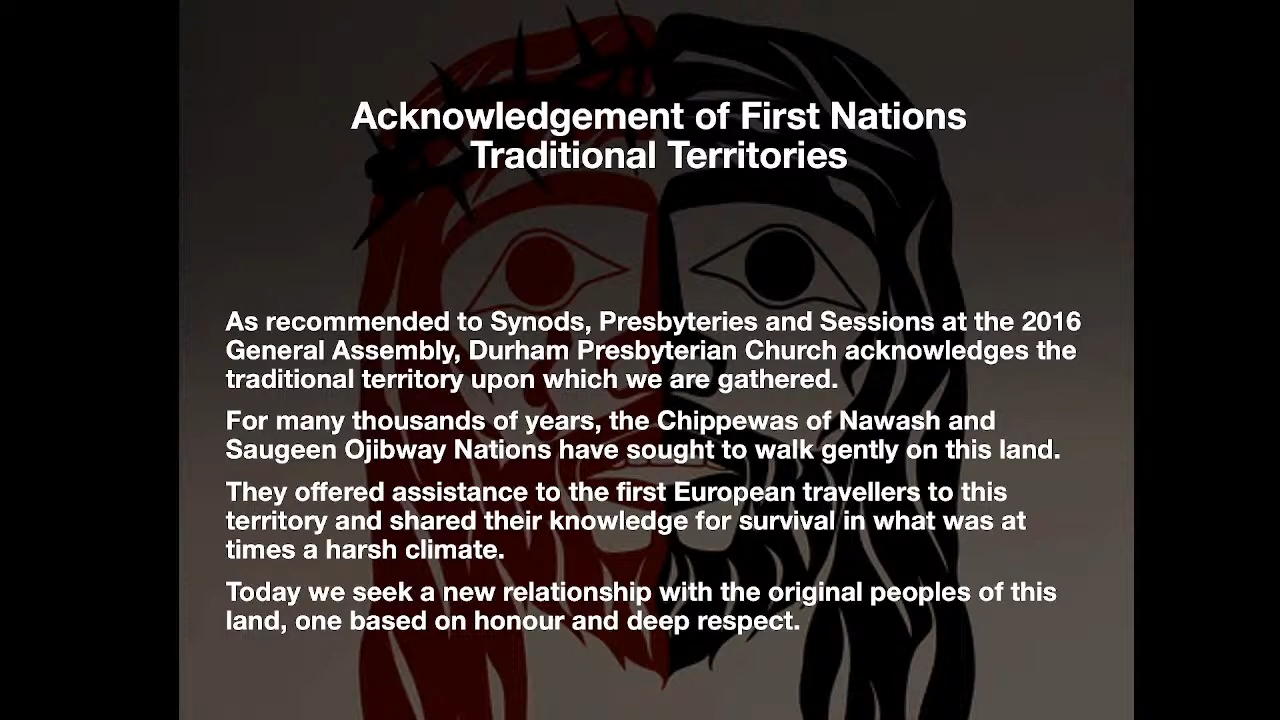 Acknowledgement of First Nations
Traditional Territories
As recommended to Synods, Presbyteries and Sessions at the 2016
General Assembly, Durham Presbyterian Church acknowledges the
traditional territory upon which we are gathered.
For many thousands of years, the Chippewas of Nawash and
Saugeen Ojibway Nations have sought to walk gently on this land.
They offered assistance to the first European travellers to this
territory and shared their knowledge for survival in what was at
times a harsh climate.
Today we seek a new relationship with the original peoples of this
land, one based on honour and deep respect.